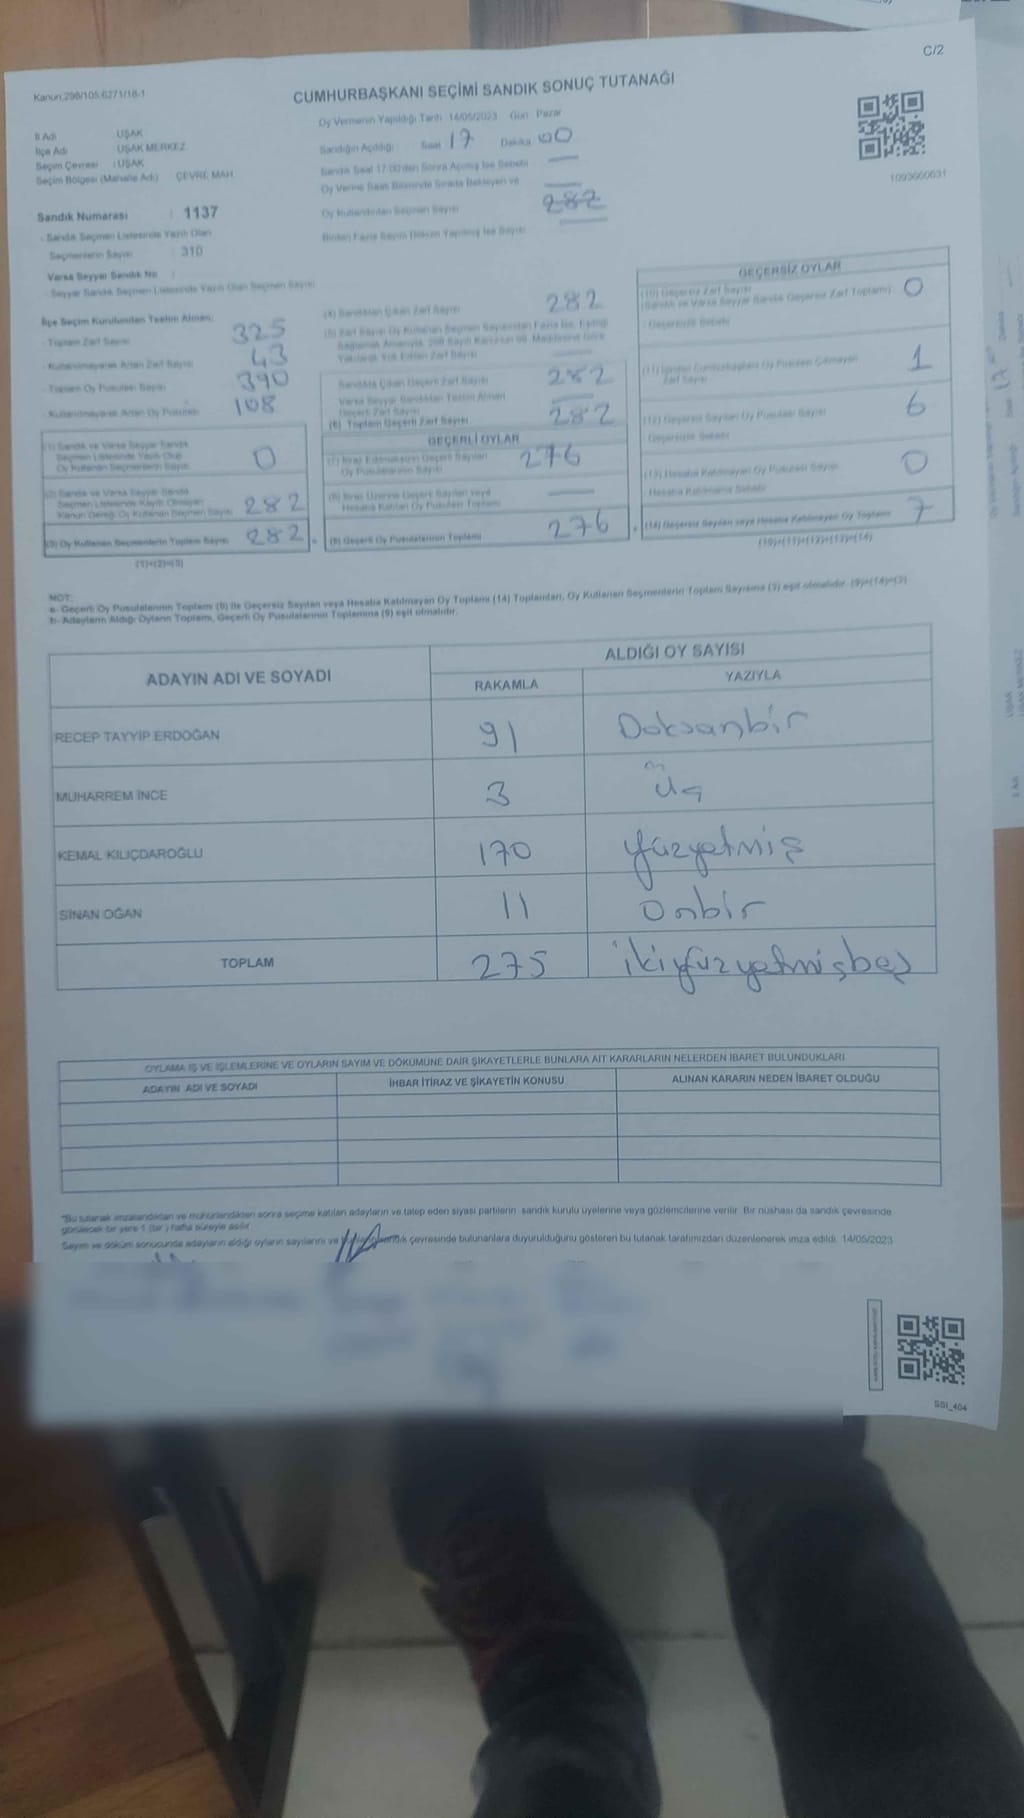 C/2
Kanun:298/105:6271/18-1
CUMHURBAŞKANI SEÇİMİ SANDIK SONUÇ TUTANAĞI
Oy Vermenin Yapıldığı Tarih 14/05/2023 Gün Pazar
İl Adı UŞAK
İlçe Adı UŞAK MERKEZ
Seçim Çevresi : UŞAK
Seçim Bölgesi (Mahalle Adı) ÇEVRE MAH.
Sandığın Açıldığı Saat 17 Dakika 00
Sandık Saat 17:00'den Sonra Açılmış İse Sebebi
Oy Verme Saati Bitiminde Sırada Bekleyen ve
Oy Kullandırılan Seçmen Sayısı 282
Birden Fazla Sayım Döküm Yapılmış İse Sayısı
1093000031
Sandık Numarası : 1137
- Sandık Seçmen Listesinde Yazılı Olan
Seçmenlerin Sayısı : 310
Varsa Seyyar Sandık No :
- Seyyar Sandık Seçmen Listesinde Yazılı Olan Seçmen Sayısı
İlçe Seçim Kurulundan Teslim Alınan;
- Toplam Zarf Sayısı 325
- Kullanılmayarak Artan Zarf Sayısı 43
- Toplam Oy Pusulası Sayısı 390
- Kullanılmayarak Artan Oy Pusulası 108
(1) Sandık ve Varsa Seyyar Sandık
Seçmen Listesinde Yazılı Olup
Oy Kullanan Seçmenlerin Sayısı 0
(2) Sandık ve Varsa Seyyar Sandık
Seçmen Listesinde Kayıtlı Olmayan
Kanun Gereği Oy Kullanan Seçmen Sayısı 282
(3) Oy Kullanan Seçmenlerin Toplam Sayısı 282
(1)+(2)=(3)
(4) Sandıktan Çıkan Zarf Sayısı 282
(5) Zarf Sayısı Oy Kullanan Seçmen Sayısından Fazla İse, Eşitliği
Sağlamak Amacıyla, 298 Sayılı Kanun'un 98. Maddesine Göre
Yakılarak Yok Edilen Zarf Sayısı
Sandıkta Çıkan Geçerli Zarf Sayısı 282
Varsa Seyyar Sandıktan Teslim Alınan
Geçerli Zarf Sayısı
(6) Toplam Geçerli Zarf Sayısı 282
GEÇERLİ OYLAR
(7) İtiraz Edilmeksizin Geçerli Sayılan
Oy Pusulalarının Sayısı 276
(8) İtiraz Üzerine Geçerli Sayılan veya
Hesaba Katılan Oy Pusulası Toplamı
(9) Geçerli Oy Pusulalarının Toplamı 276
GEÇERSİZ OYLAR
(10) Geçersiz Zarf Sayısı
(Sandık ve Varsa Seyyar Sandık Geçersiz Zarf Toplamı) 0
- Geçersizlik Sebebi
(11) İçinden Cumhurbaşkanı Oy Pusulası Çıkmayan
Zarf Sayısı 1
(12) Geçersiz Sayılan Oy Pusulası Sayısı 6
- Geçersizlik Sebebi
(13) Hesaba Katılmayan Oy Pusulası Sayısı 0
Hesaba Katılmama Sebebi
(14) Geçersiz Sayılan veya Hesaba Katılmayan Oy Toplamı 7
(10)+(11)+(12)+(13)=(14)
NOT:
a- Geçerli Oy Pusulalarının Toplamı (9) ile Geçersiz Sayılan veya Hesaba Katılmayan Oy Toplamı (14) Toplamları, Oy Kullanan Seçmenlerin Toplam Sayısına (3) eşit olmalıdır. (9)+(14)=(3)
b- Adayların Aldığı Oyların Toplamı, Geçerli Oy Pusulalarının Toplamına (9) eşit olmalıdır.
ADAYIN ADI VE SOYADI
ALDIĞI OY SAYISI
RAKAMLA YAZIYLA
RECEP TAYYİP ERDOĞAN 91 Doksanbir
MUHARREM İNCE 3 Üç
KEMAL KILIÇDAROĞLU 170 Yüzyetmiş
SİNAN OĞAN 11 Onbir
TOPLAM 275 ikiyüzyetmişbeş
OYLAMA İŞ VE İŞLEMLERİNE VE OYLARIN SAYIM VE DÖKÜMÜNE DAİR ŞİKAYETLERLE BUNLARA AİT KARARLARIN NELERDEN İBARET BULUNDUKLARI
ADAYIN ADI VE SOYADI İHBAR İTİRAZ VE ŞİKAYETİN KONUSU ALINAN KARARIN NEDEN İBARET OLDUĞU
"Bu tutanak imzalandıktan ve mühürlendikten sonra seçime katılan adayların ve talep eden siyasi partilerin sandık kurulu üyelerine veya gözlemcilerine verilir. Bir nüshası da sandık çevresinde
görülecek bir yere 1 (bir) hafta süreyle asılır.
Sayım ve döküm sonucunda adayların aldığı oyların sayılarını ve sandık çevresinde bulunanlara duyurulduğunu gösteren bu tutanak tarafımızdan düzenlenerek imza edildi. 14/05/2023
SSI_404